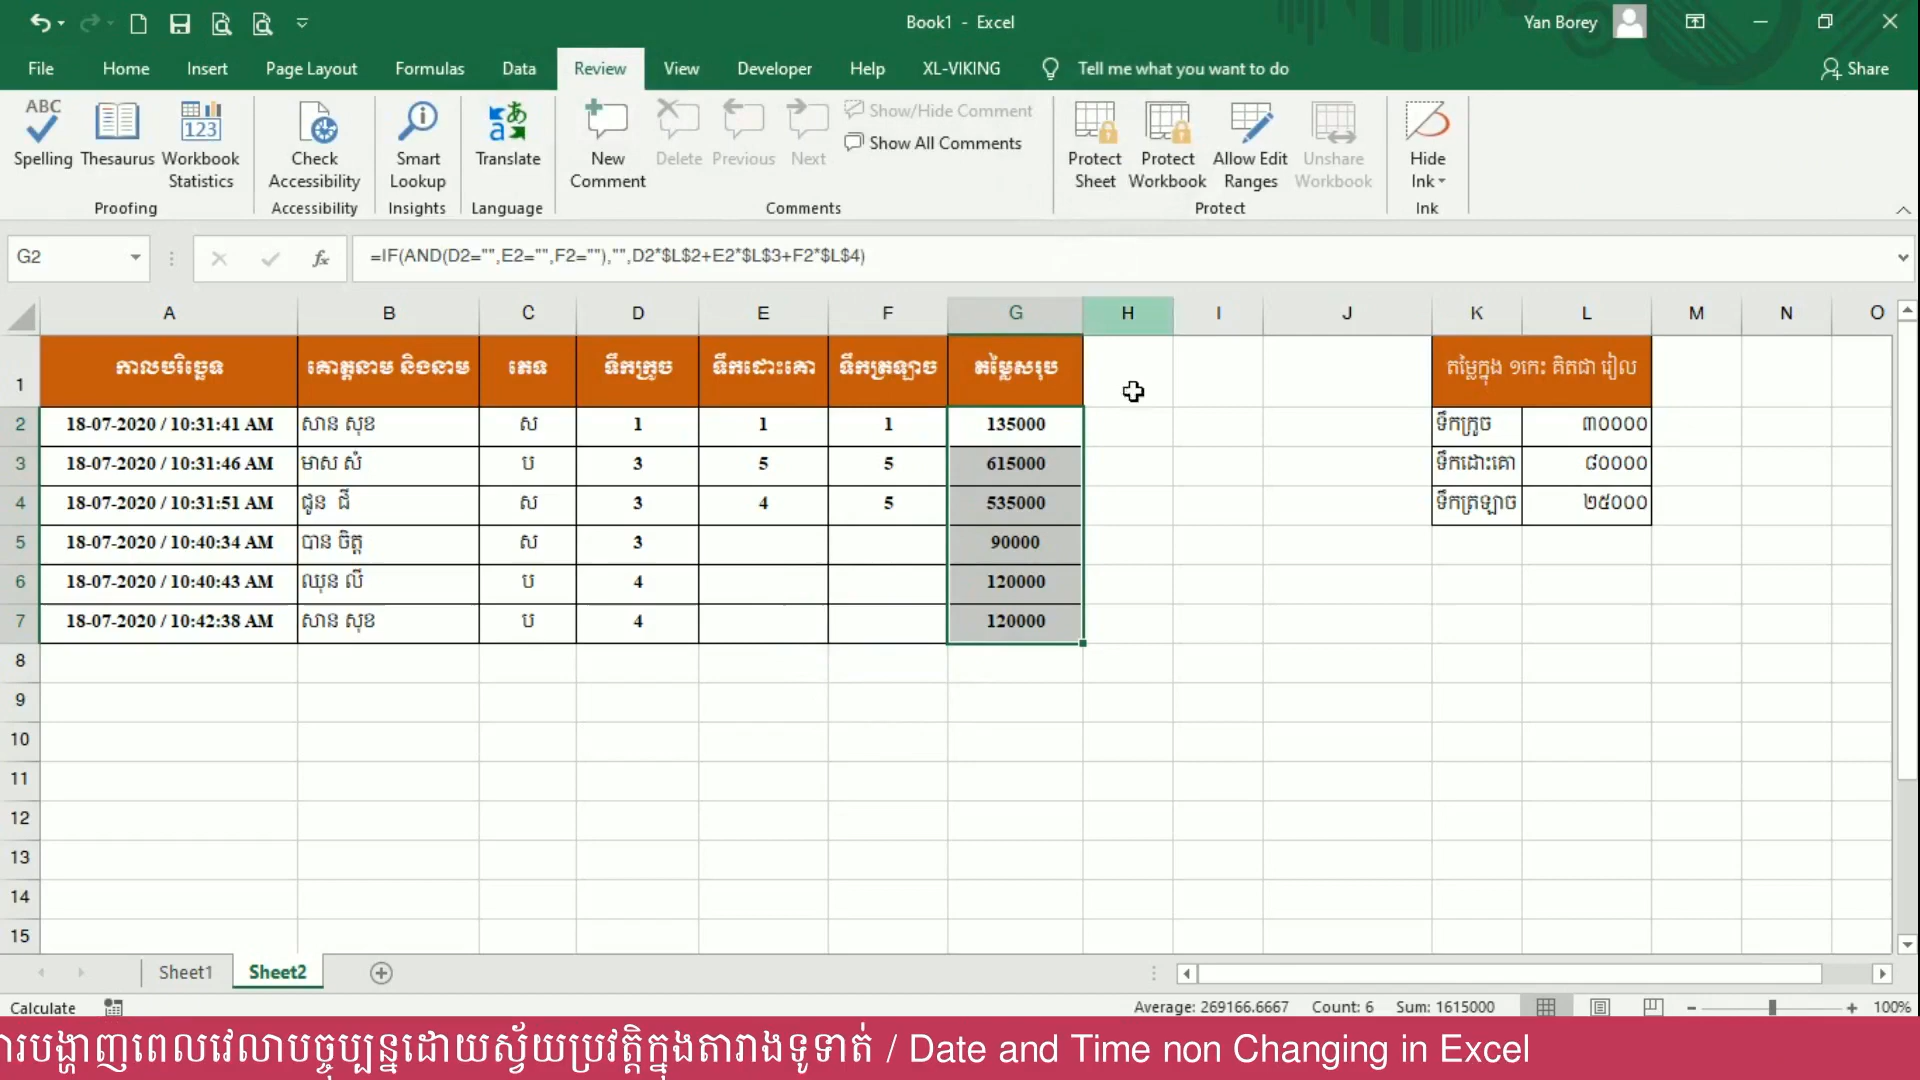 Book1 - Excel
Yan Borey
File Home Insert Page Layout Formulas Data Review View Developer Help XL-VIKING Tell me what you want to do Share
ABC
123
Spelling Thesaurus Workbook Statistics
Check Accessibility
Smart Lookup
Translate
New Comment
Delete Previous Next
Show/Hide Comment
Show All Comments
Protect Sheet
Protect Workbook
Allow Edit Ranges
Unshare Workbook
Hide Ink
Proofing Accessibility Insights Language Comments Protect Ink
G2 fx =IF(AND(D2="",E2="",F2=""),"",D2*$L$2+E2*$L$3+F2*$L$4)
A B C D E F G H I J K L M N O
1 កាលបរិច្ឆេទ គោត្តនាម និងនាម ភេទ ទឹកក្រូច ទឹកដោះគោ ទឹកត្រឡាច តម្លៃសរុប តម្លៃក្នុង ១កេះ គិតជា រៀល
2 18-07-2020 / 10:31:41 AM សាន សុខ ស 1 1 1 135000 ទឹកក្រូច ៣០០០០
3 18-07-2020 / 10:31:46 AM មាស សំ ប 3 5 5 615000 ទឹកដោះគោ ៨០០០០
4 18-07-2020 / 10:31:51 AM ជួន ជី ស 3 4 5 535000 ទឹកត្រឡាច ២៥០០០
5 18-07-2020 / 10:40:34 AM បាន ចិត្ត ស 3 90000
6 18-07-2020 / 10:40:43 AM ឈុន លី ប 4 120000
7 18-07-2020 / 10:42:38 AM សាន សុខ ប 4 120000
8
9
10
11
12
13
14
15
Sheet1 Sheet2
Calculate Average: 269166.6667 Count: 6 Sum: 1615000 100%
ារបង្ហាញពេលវេលាបច្ចុប្បន្នដោយស្វ័យប្រវត្តិក្នុងតារាងទូទាត់ / Date and Time non Changing in Excel